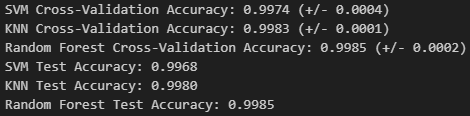 SVM Cross-Validation Accuracy: 0.9974 (+/- 0.0004)
KNN Cross-Validation Accuracy: 0.9983 (+/- 0.0001)
Random Forest Cross-Validation Accuracy: 0.9985 (+/- 0.0002)
SVM Test Accuracy: 0.9968
KNN Test Accuracy: 0.9980
Random Forest Test Accuracy: 0.9985